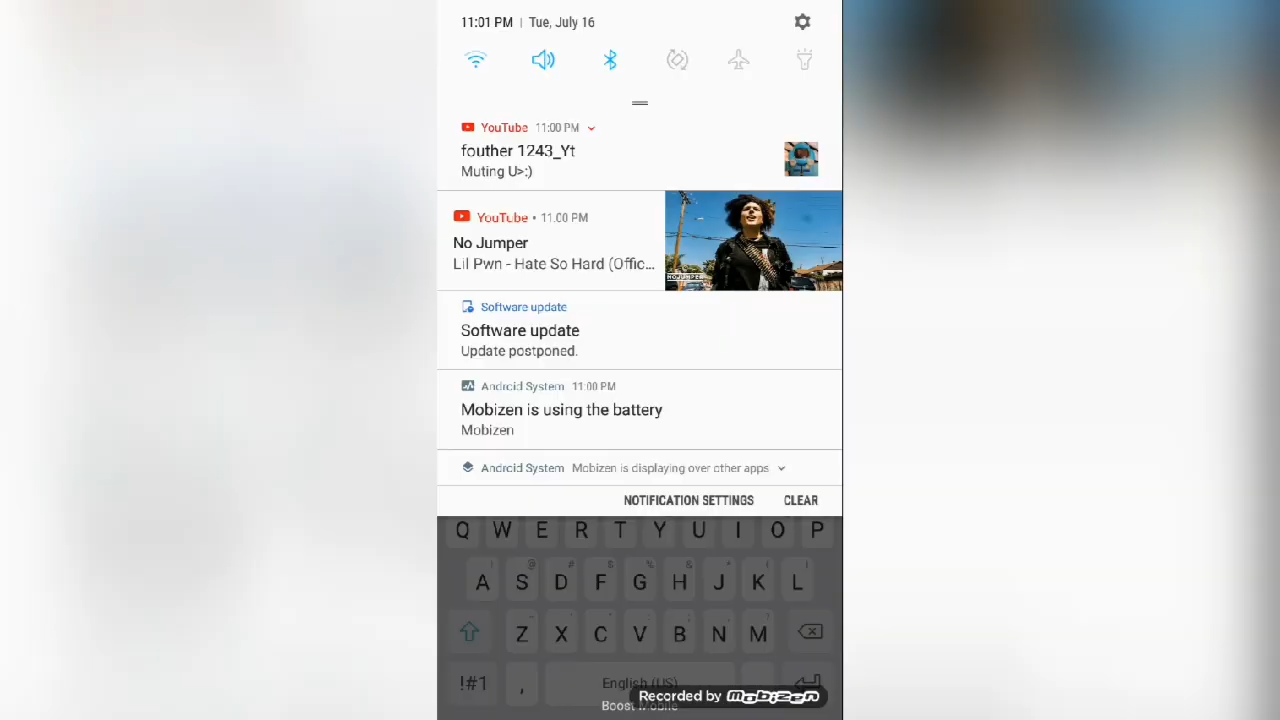 11:01 PM | Tue, July 16
YouTube 11:00 PM
fouther 1243_Yt
Muting U>:)
YouTube • 11:00 PM
No Jumper
Lil Pwn - Hate So Hard (Offic...
NOJUMPER
Software update
Software update
Update postponed.
Android System 11:00 PM
Mobizen is using the battery
Mobizen
Android System Mobizen is displaying over other apps
NOTIFICATION SETTINGS CLEAR
Q W E R T Y U I O P
A S D F G H J K L
Z X C V B N M
!#1 , English (US)
Recorded by mobizen
Boost Mobile